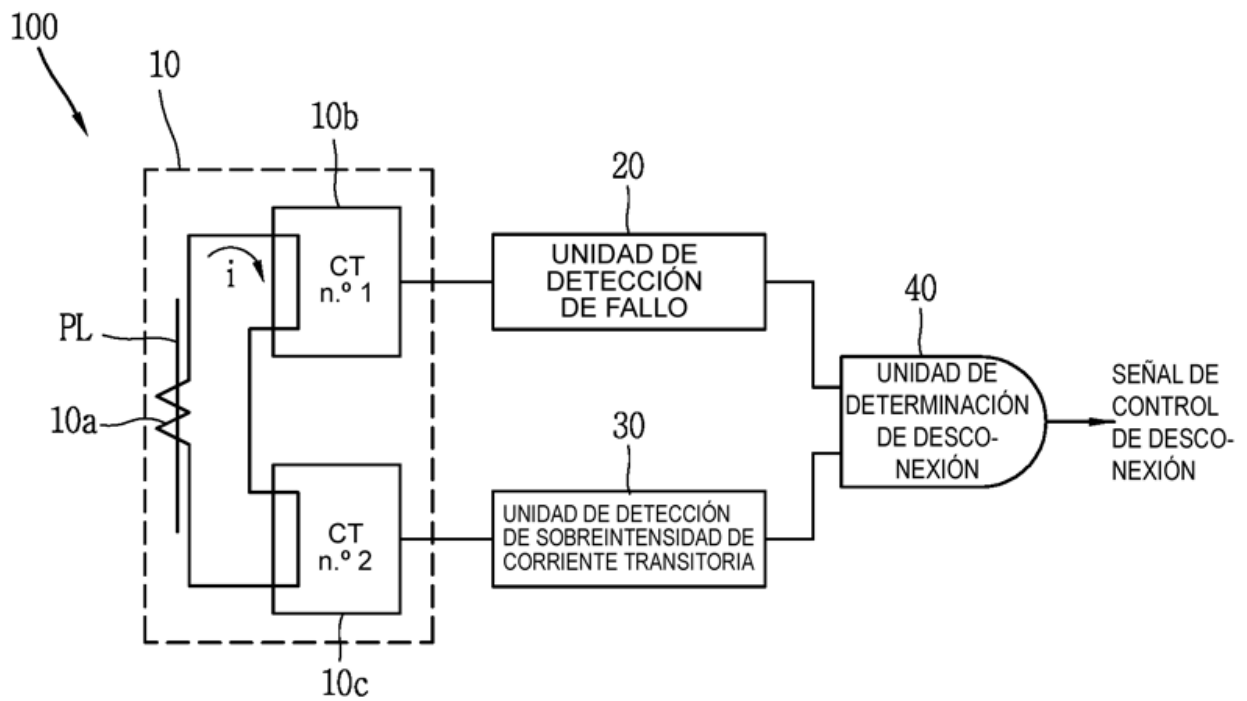 100
10
10b
20
UNIDAD DE
DETECCIÓN
DE FALLO
CT
n.º 1
i
40
PL
UNIDAD DE
DETERMINACIÓN
DE DESCO-
NEXIÓN
SEÑAL DE
CONTROL
DE DESCO-
NEXIÓN
10a
30
UNIDAD DE DETECCIÓN
DE SOBREINTENSIDAD DE
CORRIENTE TRANSITORIA
CT
n.º 2
10c